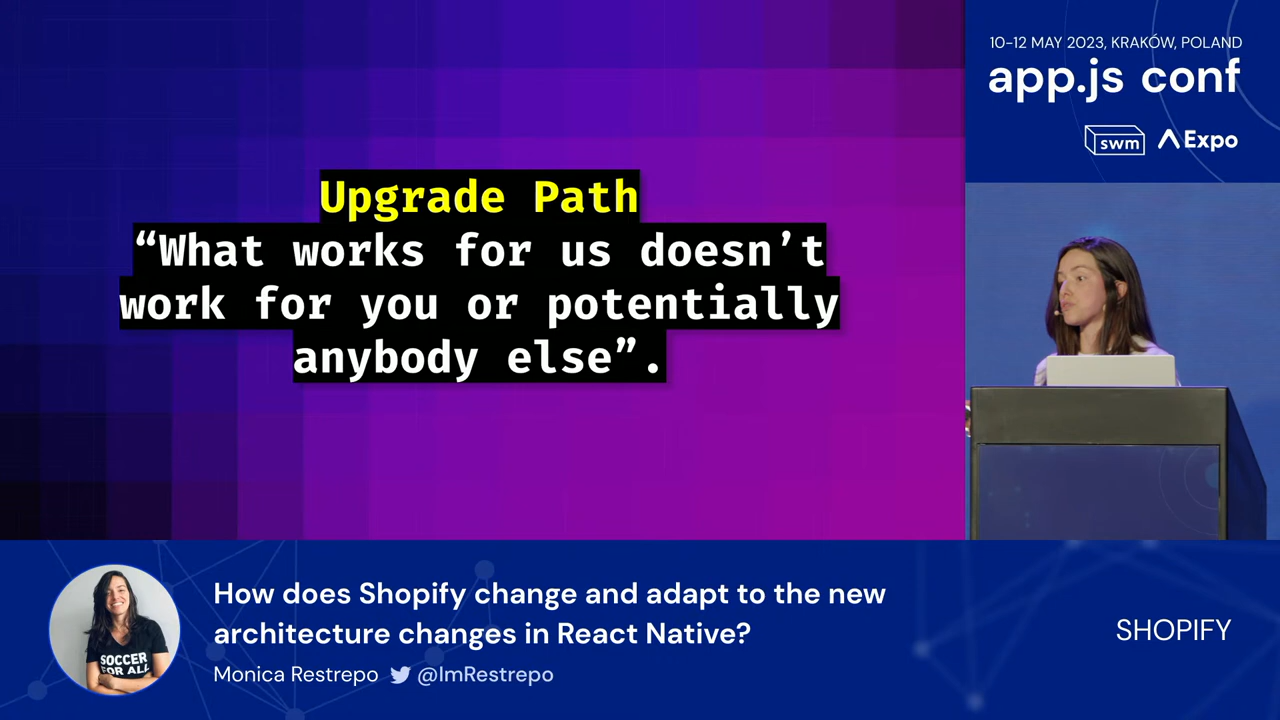 Upgrade Path
“What works for us doesn’t
work for you or potentially
anybody else”.
10-12 MAY 2023, KRAKÓW, POLAND
app.js conf
swm
Expo
How does Shopify change and adapt to the new
architecture changes in React Native?
Monica Restrepo @ImRestrepo
SHOPIFY
SOCCER
FOR ALL